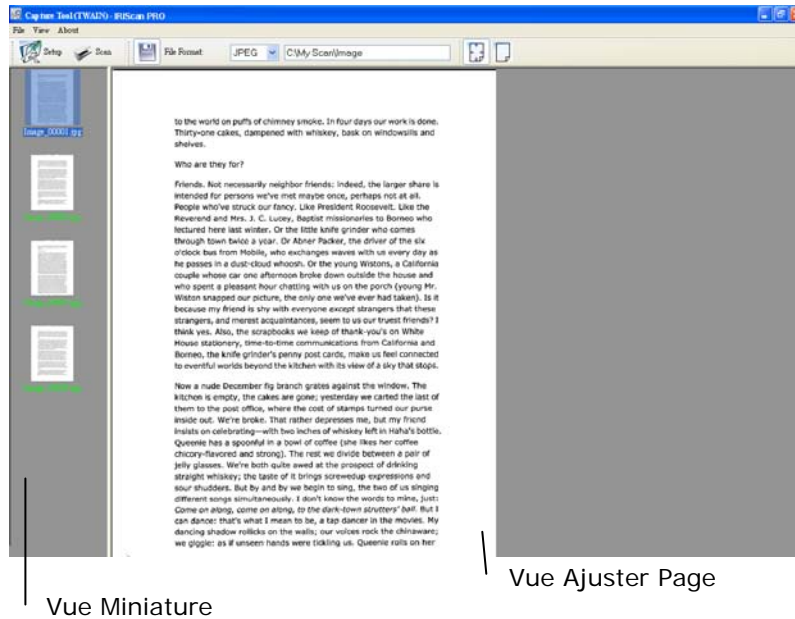 Capture Tool (TWAIN)- IRIScan PRO
File View About
Setup Scan File Format: JPEG C:\My Scan\Image
Image_00001.jpg
to the world on puffs of chimney smoke. In four days our work is done.
Thirty-one cakes, dampened with whiskey, bask on windowsills and
shelves.
Who are they for?
Friends. Not necessarily neighbor friends: indeed, the larger share is
intended for persons we've met maybe once, perhaps not at all.
People who've struck our fancy. Like President Roosevelt. Like the
Reverend and Mrs. J. C. Lucey, Baptist missionaries to Borneo who
lectured here last winter. Or the little knife grinder who comes
through town twice a year. Or Abner Packer, the driver of the six
o'clock bus from Mobile, who exchanges waves with us every day as
he passes in a dust-cloud whoosh. Or the young Wistons, a California
couple whose car one afternoon broke down outside the house and
who spent a pleasant hour chatting with us on the porch (young Mr.
Wiston snapped our picture, the only one we've ever had taken). Is it
because my friend is shy with everyone except strangers that these
strangers, and merest acquaintances, seem to us our truest friends? I
think yes. Also, the scrapbooks we keep of thank-you's on White
House stationery, time-to-time communications from California and
Borneo, the knife grinder's penny post cards, make us feel connected
to eventful worlds beyond the kitchen with its view of a sky that stops.
Now a nude December fig branch grates against the window. The
kitchen is empty, the cakes are gone; yesterday we carted the last of
them to the post office, where the cost of stamps turned our purse
inside out. We're broke. That rather depresses me, but my friend
insists on celebrating—with two inches of whiskey left in Haha's bottle.
Queenie has a spoonful in a bowl of coffee (she likes her coffee
chicory-flavored and strong). The rest we divide between a pair of
jelly glasses. We're both quite awed at the prospect of drinking
straight whiskey; the taste of it brings screwedup expressions and
sour shudders. But by and by we begin to sing, the two of us singing
different songs simultaneously. I don't know the words to mine, just:
Come on along, come on along, to the dark-town strutters' ball. But I
can dance: that's what I mean to be, a tap dancer in the movies. My
dancing shadow rollicks on the walls; our voices rock the chinaware;
we giggle: as if unseen hands were tickling us. Queenie rolls on her
Vue Ajuster Page
Vue Miniature